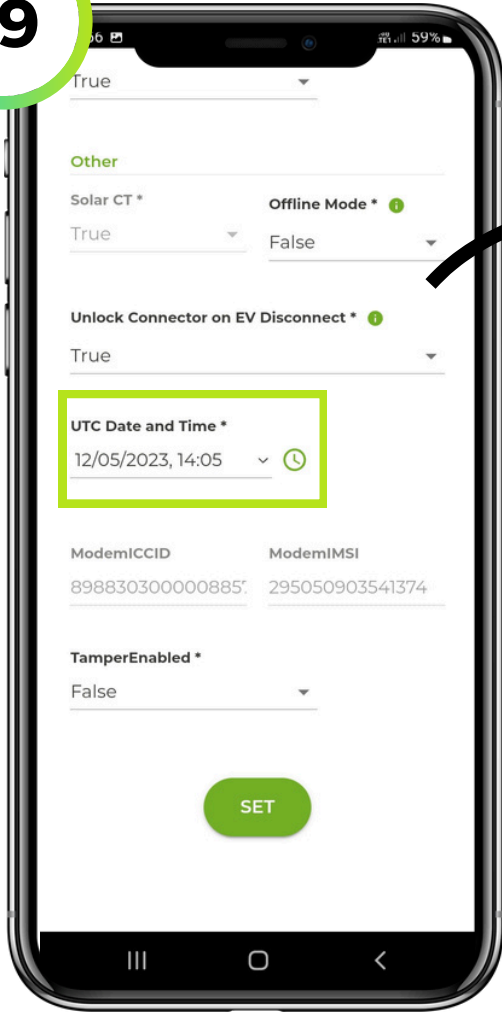 9
59%
True
Other
Solar CT *
Offline Mode *
True
False
Unlock Connector on EV Disconnect *
True
UTC Date and Time *
12/05/2023, 14:05
ModemICCID
ModemIMSI
295050903541374
TamperEnabled *
False
SET